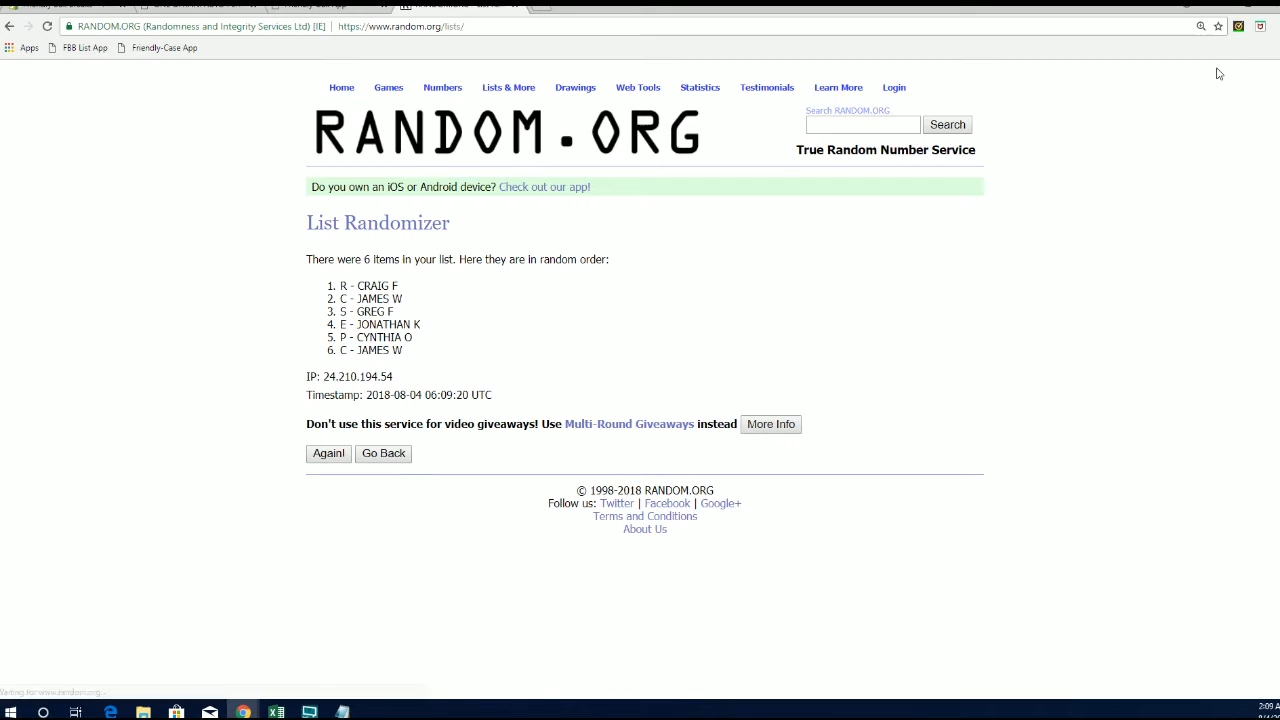 RANDOM.ORG (Randomness and Integrity Services Ltd) [IE] https://www.random.org/lists/
Apps FBB List App Friendly-Case App
Home Games Numbers Lists & More Drawings Web Tools Statistics Testimonials Learn More Login
RANDOM.ORG
Search RANDOM.ORG
Search
True Random Number Service
Do you own an iOS or Android device? Check out our app!
List Randomizer
There were 6 items in your list. Here they are in random order:
1. R - CRAIG F
2. C - JAMES W
3. S - GREG F
4. E - JONATHAN K
5. P - CYNTHIA O
6. C - JAMES W
IP: 24.210.194.54
Timestamp: 2018-08-04 06:09:20 UTC
Don't use this service for video giveaways! Use Multi-Round Giveaways instead More Info
Again! Go Back
© 1998-2018 RANDOM.ORG
Follow us: Twitter | Facebook | Google+
Terms and Conditions
About Us
Waiting for www.random.org...
2:09